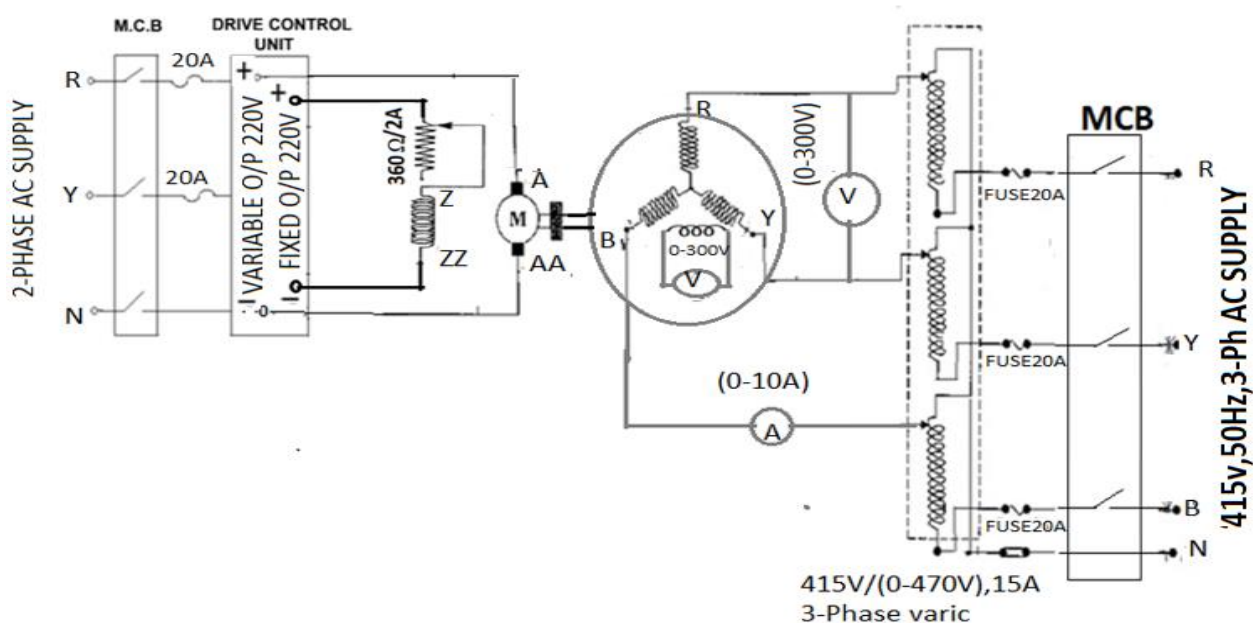 M.C.B
DRIVE CONTROL
UNIT
2-PHASE AC SUPPLY
R
Y
N
20A
20A
+
+
VARIABLE O/P 220V
FIXED O/P 220V
-
-
360Ω/2A
Z
ZZ
A
M
AA
R
Y
B
0-300V
V
(0-300V)
V
(0-10A)
A
MCB
FUSE20A
R
FUSE20A
Y
FUSE20A
B
N
415v,50Hz,3-Ph AC SUPPLY
415V/(0-470V),15A
3-Phase varic